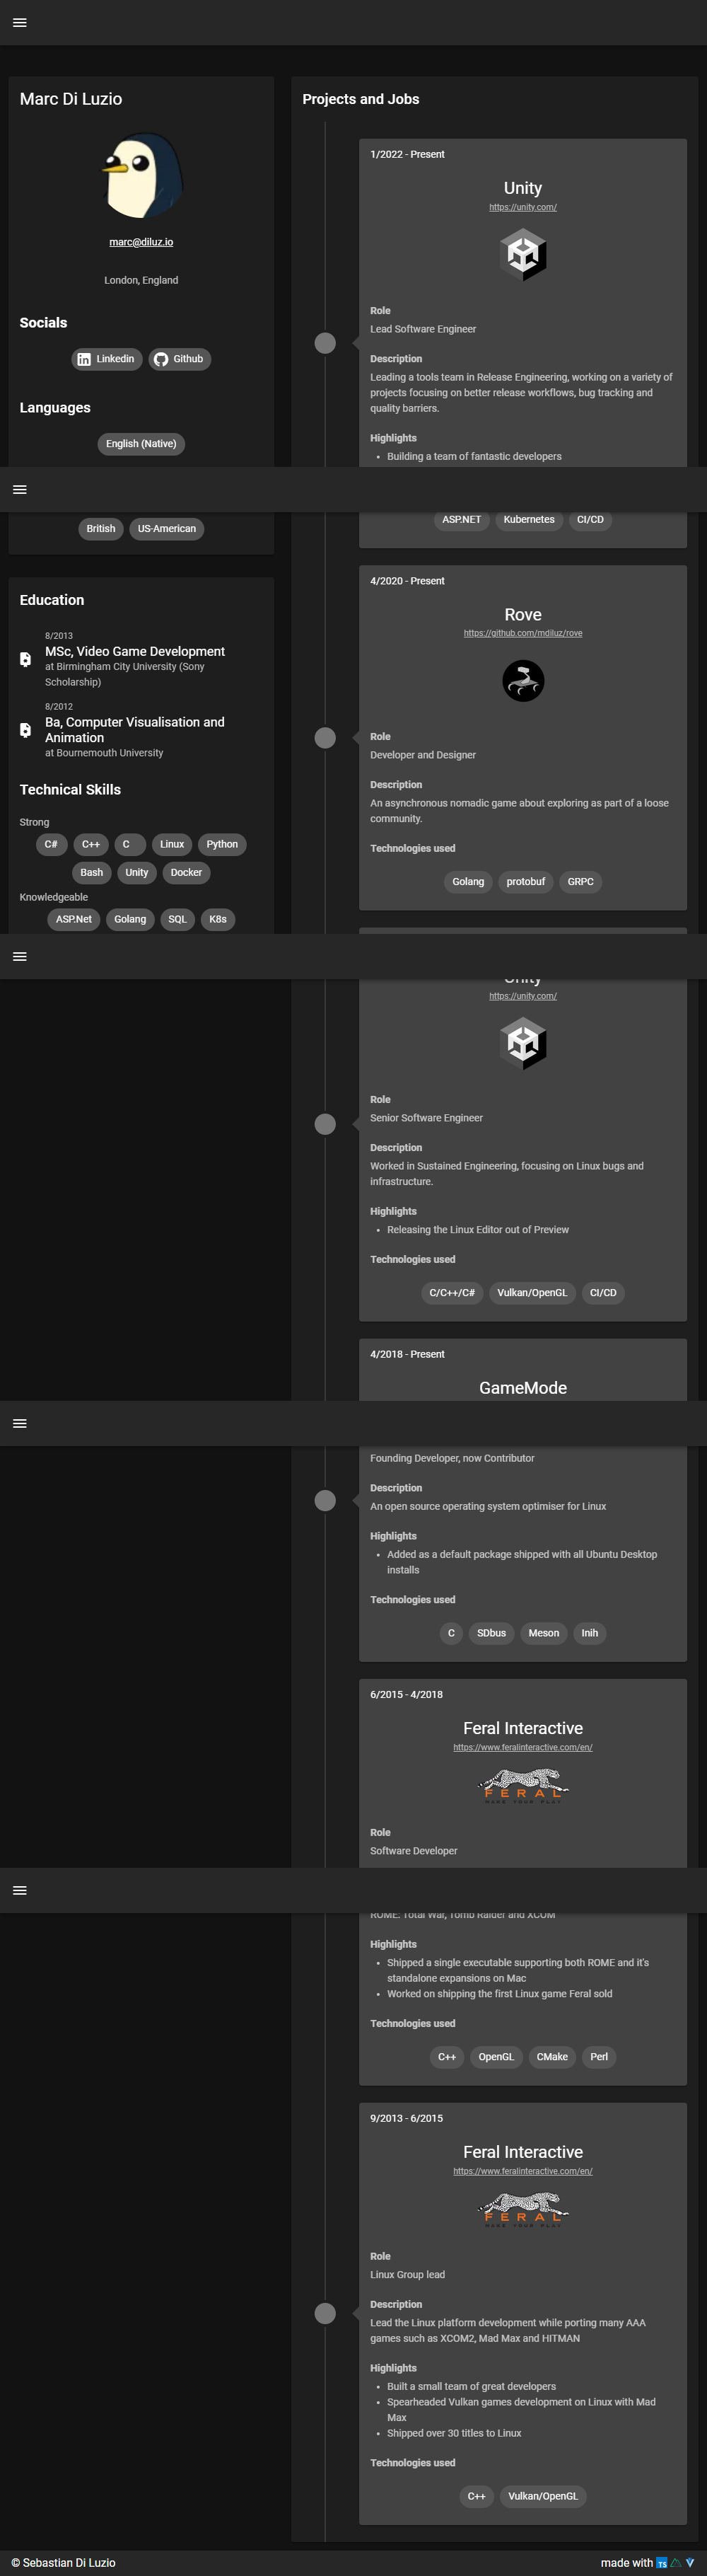 Marc Di Luzio
marc@diluz.io
London, England
Socials
Linkedin Github
Languages
English (Native)
British US-American
Education
8/2013
MSc, Video Game Development
at Birmingham City University (Sony
Scholarship)
8/2012
Ba, Computer Visualisation and
Animation
at Bournemouth University
Technical Skills
Strong
C# C++ C Linux Python
Bash Unity Docker
Knowledgeable
ASP.Net Golang SQL K8s
Projects and Jobs
1/2022 - Present
Unity
https://unity.com/
Role
Lead Software Engineer
Description
Leading a tools team in Release Engineering, working on a variety of
projects focusing on better release workflows, bug tracking and
quality barriers.
Highlights
• Building a team of fantastic developers
ASP.NET Kubernetes CI/CD
4/2020 - Present
Rove
https://github.com/mdiluz/rove
Role
Developer and Designer
Description
An asynchronous nomadic game about exploring as part of a loose
community.
Technologies used
Golang protobuf GRPC
Unity
https://unity.com/
Role
Senior Software Engineer
Description
Worked in Sustained Engineering, focusing on Linux bugs and
infrastructure.
Highlights
• Releasing the Linux Editor out of Preview
Technologies used
C/C++/C# Vulkan/OpenGL CI/CD
4/2018 - Present
GameMode
Founding Developer, now Contributor
Description
An open source operating system optimiser for Linux
Highlights
• Added as a default package shipped with all Ubuntu Desktop
installs
Technologies used
C SDbus Meson Inih
6/2015 - 4/2018
Feral Interactive
https://www.feralinteractive.com/en/
FERAL
MAKE YOUR PLAY
Role
Software Developer
ROME: Total War, Tomb Raider and XCOM
Highlights
• Shipped a single executable supporting both ROME and it's
standalone expansions on Mac
• Worked on shipping the first Linux game Feral sold
Technologies used
C++ OpenGL CMake Perl
9/2013 - 6/2015
Feral Interactive
https://www.feralinteractive.com/en/
FERAL
MAKE YOUR PLAY
Role
Linux Group lead
Description
Lead the Linux platform development while porting many AAA
games such as XCOM2, Mad Max and HITMAN
Highlights
• Built a small team of great developers
• Spearheaded Vulkan games development on Linux with Mad
Max
• Shipped over 30 titles to Linux
Technologies used
C++ Vulkan/OpenGL
© Sebastian Di Luzio
made with TS